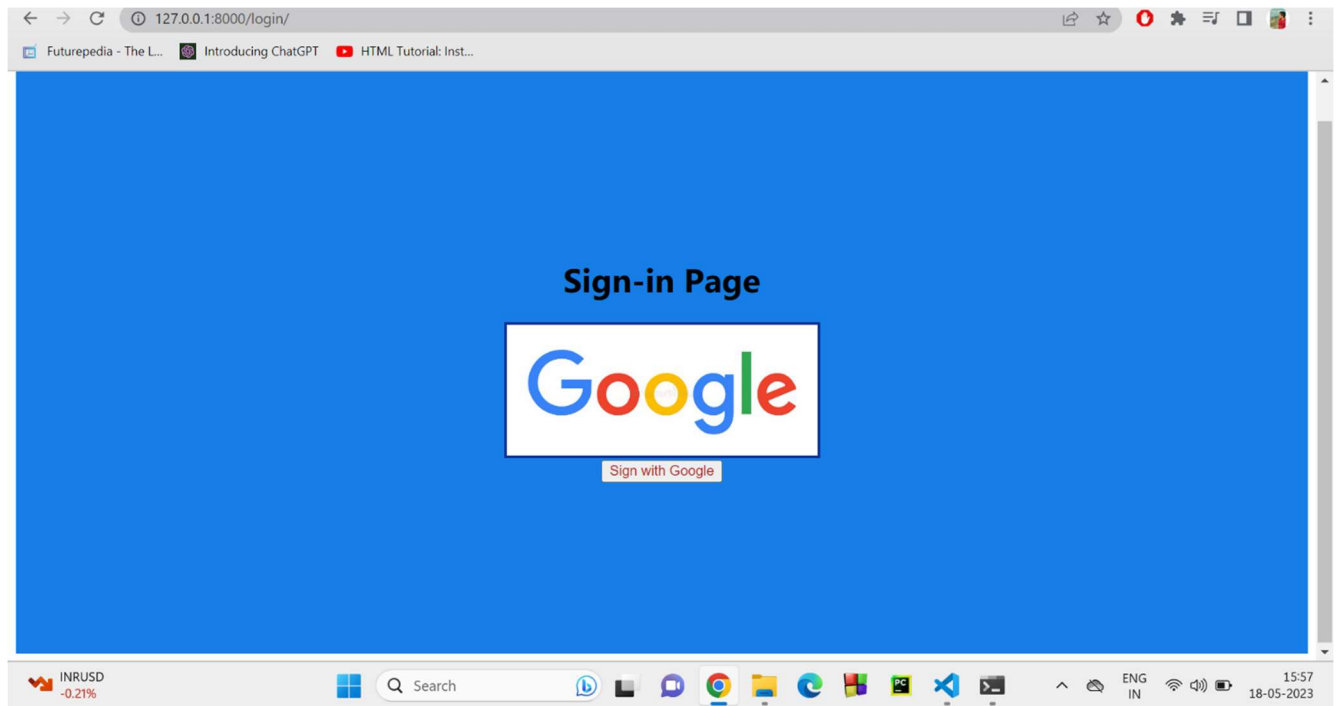 127.0.0.1:8000/login/
Futurepedia - The L... Introducing ChatGPT HTML Tutorial: Inst...
Sign-in Page
Google
Sign with Google
INRUSD
-0.21%
Search
PC
ENG
IN
15:57
18-05-2023